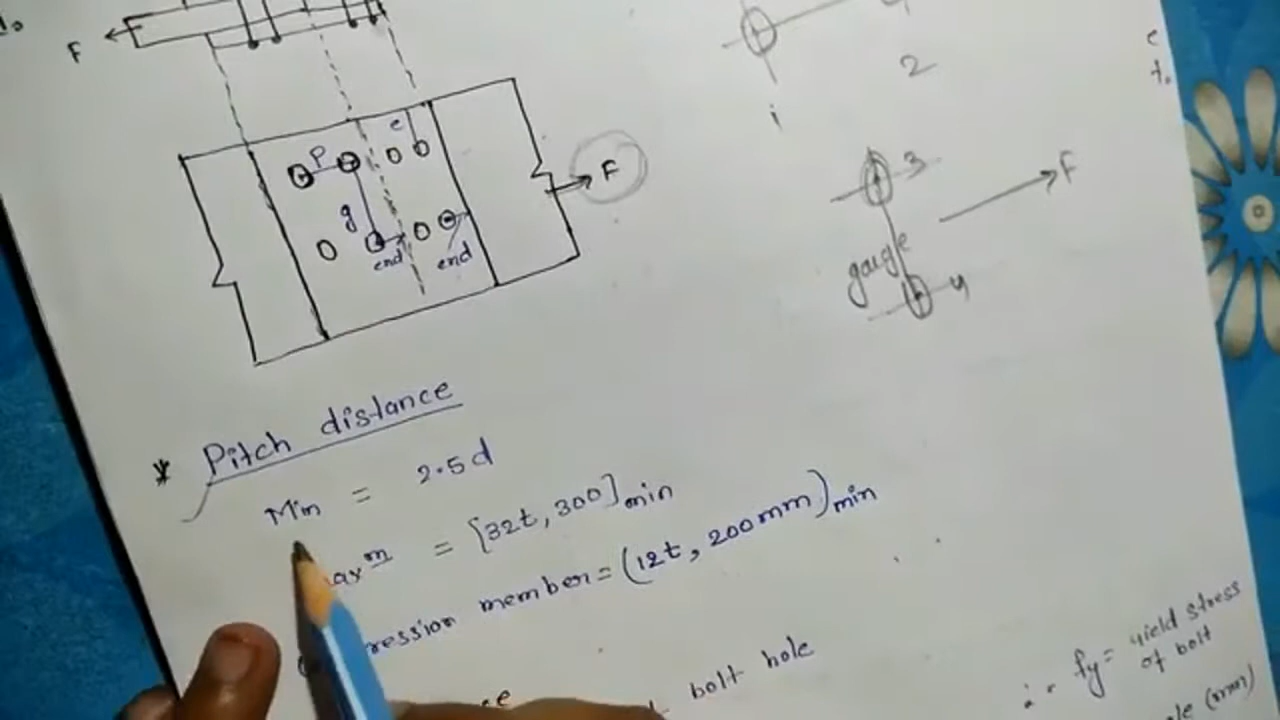 F
P
e
g
end
end
F
2
3
F
gauge
4
e
t.
* Pitch distance
Min = 2.5d
= [32t, 300]min
member = (12t, 200mm)min
bolt hole
∴ fy = yield stress
of bolt
(mm)